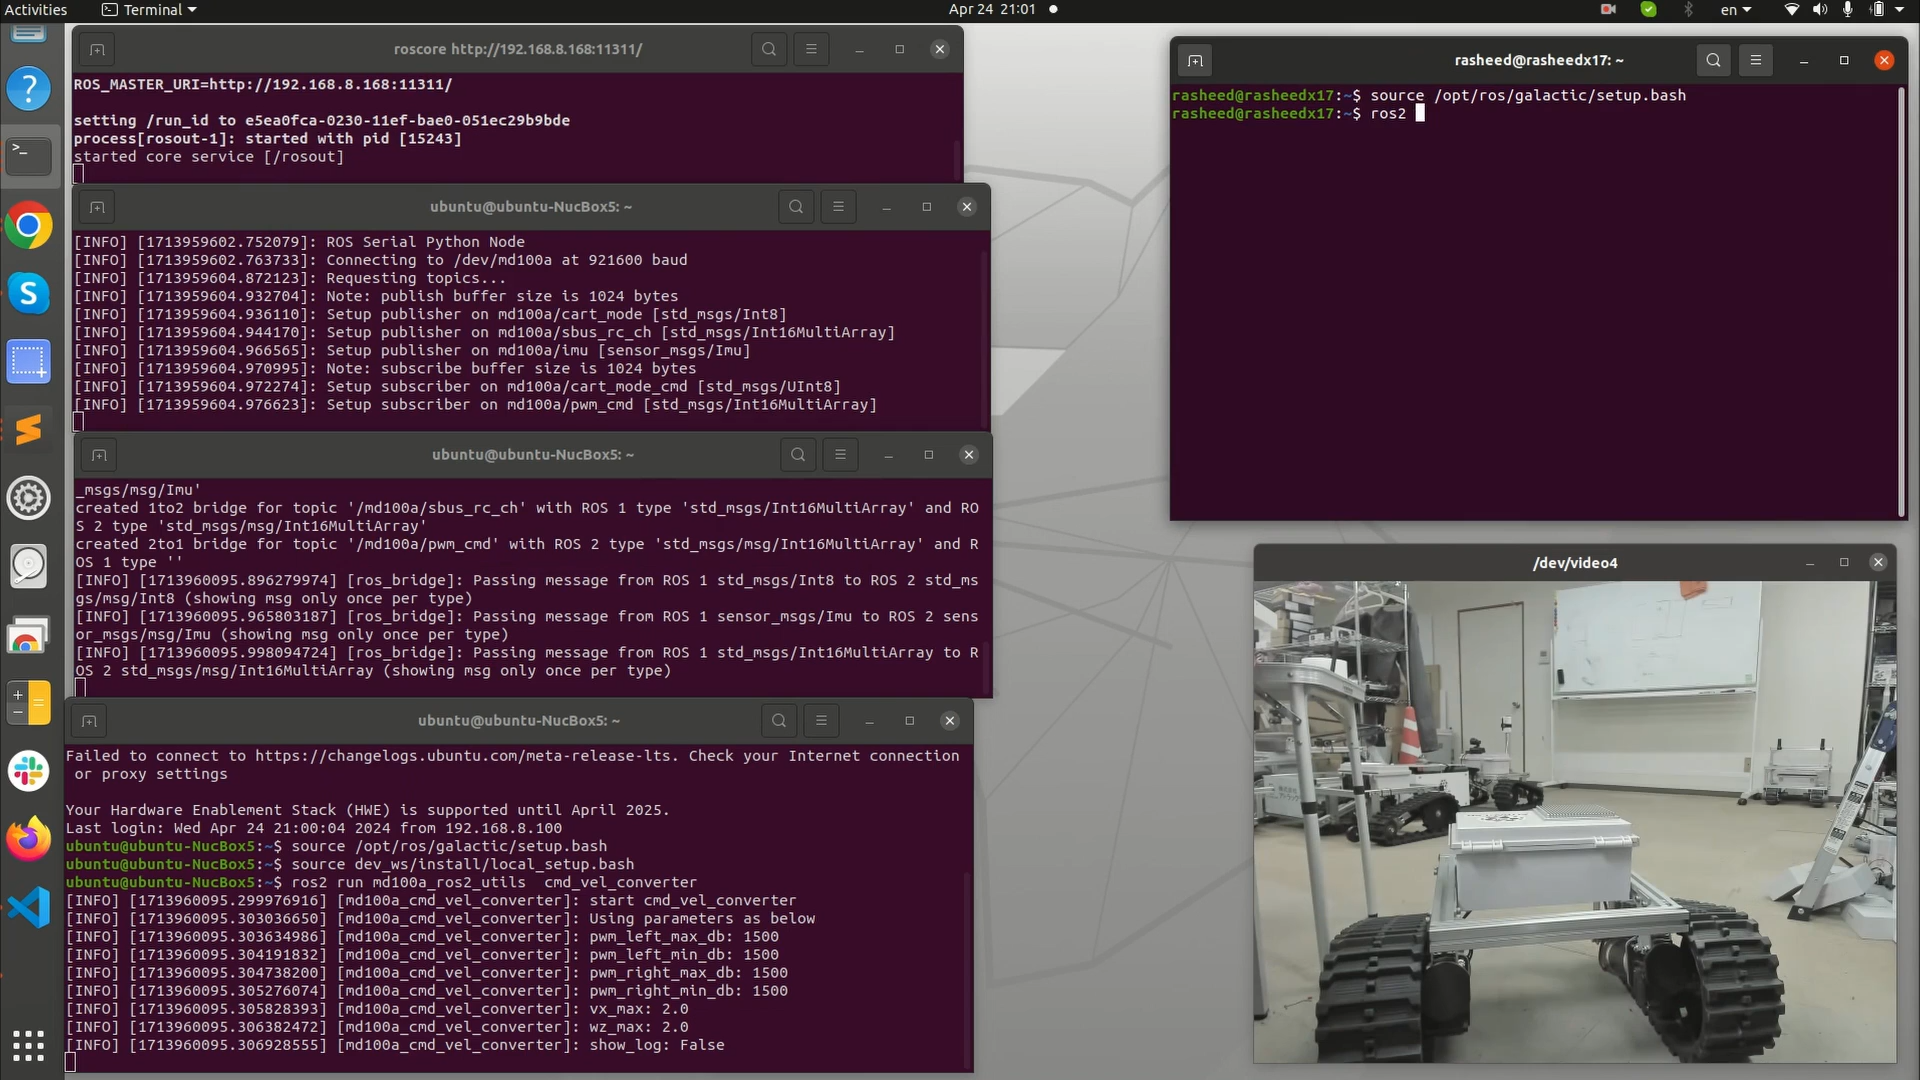 Activities
Terminal
Apr 24 21:01
en
roscore http://192.168.8.168:11311/
ROS_MASTER_URI=http://192.168.8.168:11311/
setting /run_id to e5ea0fca-0230-11ef-bae0-051ec29b9bde
process[rosout-1]: started with pid [15243]
started core service [/rosout]
ubuntu@ubuntu-NucBox5: ~
[INFO] [1713959602.752079]: ROS Serial Python Node
[INFO] [1713959602.763733]: Connecting to /dev/md100a at 921600 baud
[INFO] [1713959604.872123]: Requesting topics...
[INFO] [1713959604.932704]: Note: publish buffer size is 1024 bytes
[INFO] [1713959604.936110]: Setup publisher on md100a/cart_mode [std_msgs/Int8]
[INFO] [1713959604.944170]: Setup publisher on md100a/sbus_rc_ch [std_msgs/Int16MultiArray]
[INFO] [1713959604.966565]: Setup publisher on md100a/imu [sensor_msgs/Imu]
[INFO] [1713959604.970995]: Note: subscribe buffer size is 1024 bytes
[INFO] [1713959604.972274]: Setup subscriber on md100a/cart_mode_cmd [std_msgs/UInt8]
[INFO] [1713959604.976623]: Setup subscriber on md100a/pwm_cmd [std_msgs/Int16MultiArray]
ubuntu@ubuntu-NucBox5: ~
_msgs/msg/Imu'
created 1to2 bridge for topic '/md100a/sbus_rc_ch' with ROS 1 type 'std_msgs/Int16MultiArray' and RO
S 2 type 'std_msgs/msg/Int16MultiArray'
created 2to1 bridge for topic '/md100a/pwm_cmd' with ROS 2 type 'std_msgs/msg/Int16MultiArray' and R
OS 1 type ''
[INFO] [1713960095.896279974] [ros_bridge]: Passing message from ROS 1 std_msgs/Int8 to ROS 2 std_ms
gs/msg/Int8 (showing msg only once per type)
[INFO] [1713960095.965803187] [ros_bridge]: Passing message from ROS 1 sensor_msgs/Imu to ROS 2 sens
or_msgs/msg/Imu (showing msg only once per type)
[INFO] [1713960095.998094724] [ros_bridge]: Passing message from ROS 1 std_msgs/Int16MultiArray to R
OS 2 std_msgs/msg/Int16MultiArray (showing msg only once per type)
ubuntu@ubuntu-NucBox5: ~
Failed to connect to https://changelogs.ubuntu.com/meta-release-lts. Check your Internet connection
or proxy settings
Your Hardware Enablement Stack (HWE) is supported until April 2025.
Last login: Wed Apr 24 21:00:04 2024 from 192.168.8.100
ubuntu@ubuntu-NucBox5:~$ source /opt/ros/galactic/setup.bash
ubuntu@ubuntu-NucBox5:~$ source dev_ws/install/local_setup.bash
ubuntu@ubuntu-NucBox5:~$ ros2 run md100a_ros2_utils  cmd_vel_converter
[INFO] [1713960095.299976916] [md100a_cmd_vel_converter]: start cmd_vel_converter
[INFO] [1713960095.303036650] [md100a_cmd_vel_converter]: Using parameters as below
[INFO] [1713960095.303634986] [md100a_cmd_vel_converter]: pwm_left_max_db: 1500
[INFO] [1713960095.304191832] [md100a_cmd_vel_converter]: pwm_left_min_db: 1500
[INFO] [1713960095.304738200] [md100a_cmd_vel_converter]: pwm_right_max_db: 1500
[INFO] [1713960095.305276074] [md100a_cmd_vel_converter]: pwm_right_min_db: 1500
[INFO] [1713960095.305828393] [md100a_cmd_vel_converter]: vx_max: 2.0
[INFO] [1713960095.306382472] [md100a_cmd_vel_converter]: wz_max: 2.0
[INFO] [1713960095.306928555] [md100a_cmd_vel_converter]: show_log: False
rasheed@rasheedx17: ~
rasheed@rasheedx17:~$ source /opt/ros/galactic/setup.bash
rasheed@rasheedx17:~$ ros2
/dev/video4